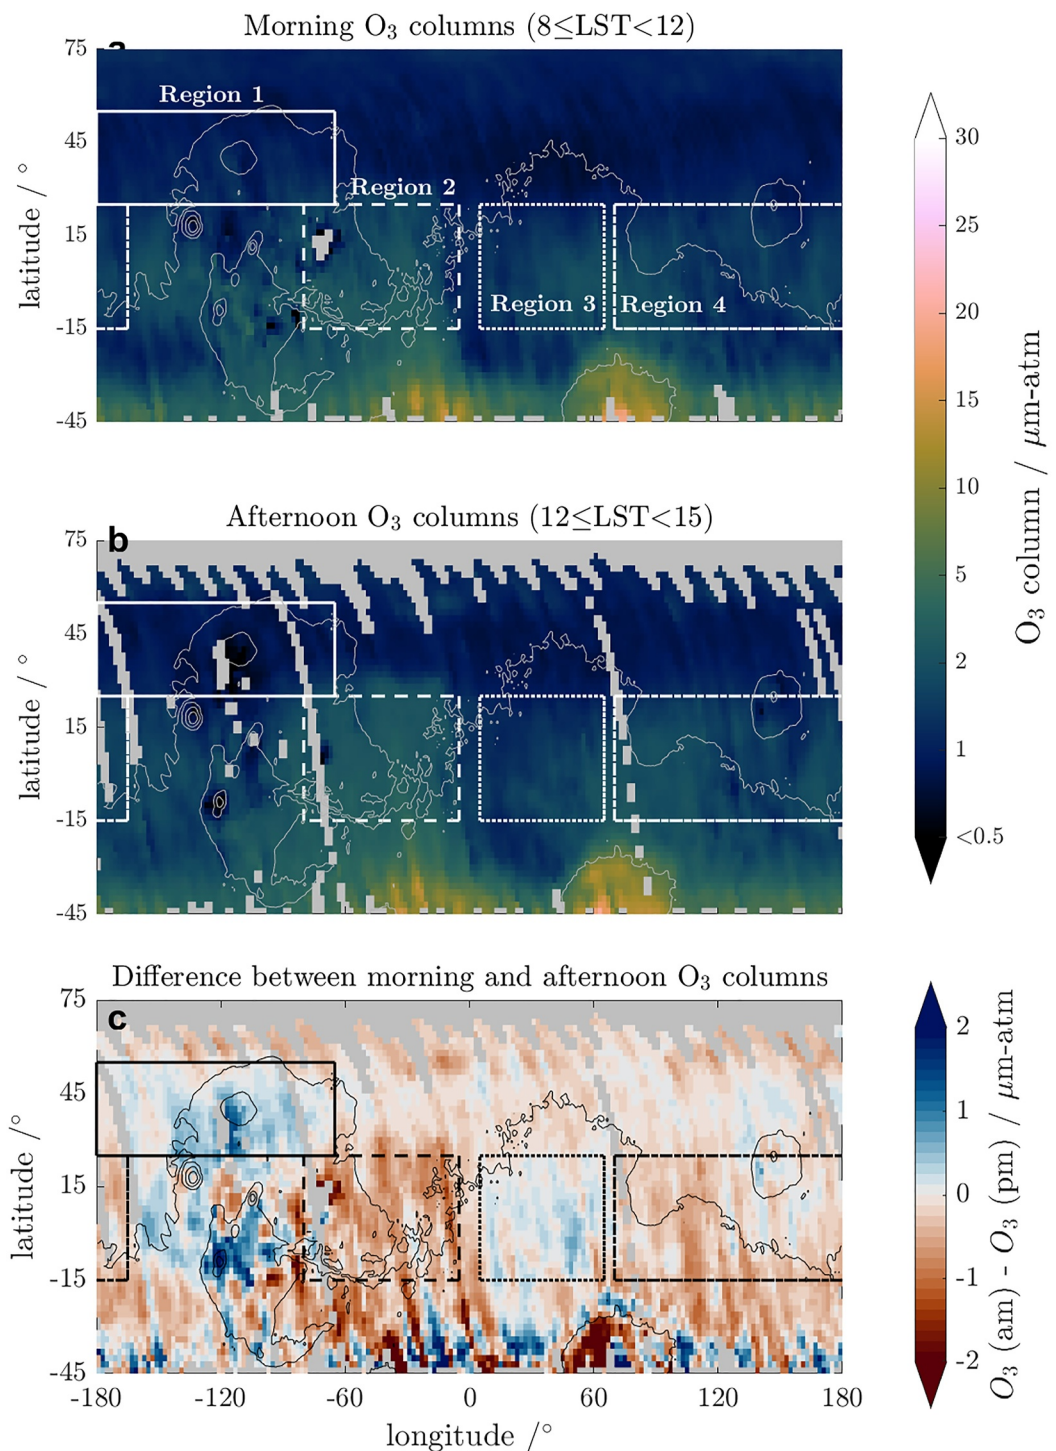 Morning O₃ columns (8≤LST<12)
a
75
45
15
-15
-45
latitude / °
Region 1
Region 2
Region 3
Region 4
Afternoon O₃ columns (12≤LST<15)
b
75
45
15
-15
-45
latitude / °
30
25
20
15
10
5
2
1
<0.5
O₃ column / μm-atm
Difference between morning and afternoon O₃ columns
c
75
45
15
-15
-45
latitude /°
-180
-120
-60
0
60
120
180
longitude /°
2
1
0
-1
-2
O₃ (am) - O₃ (pm) / μm-atm